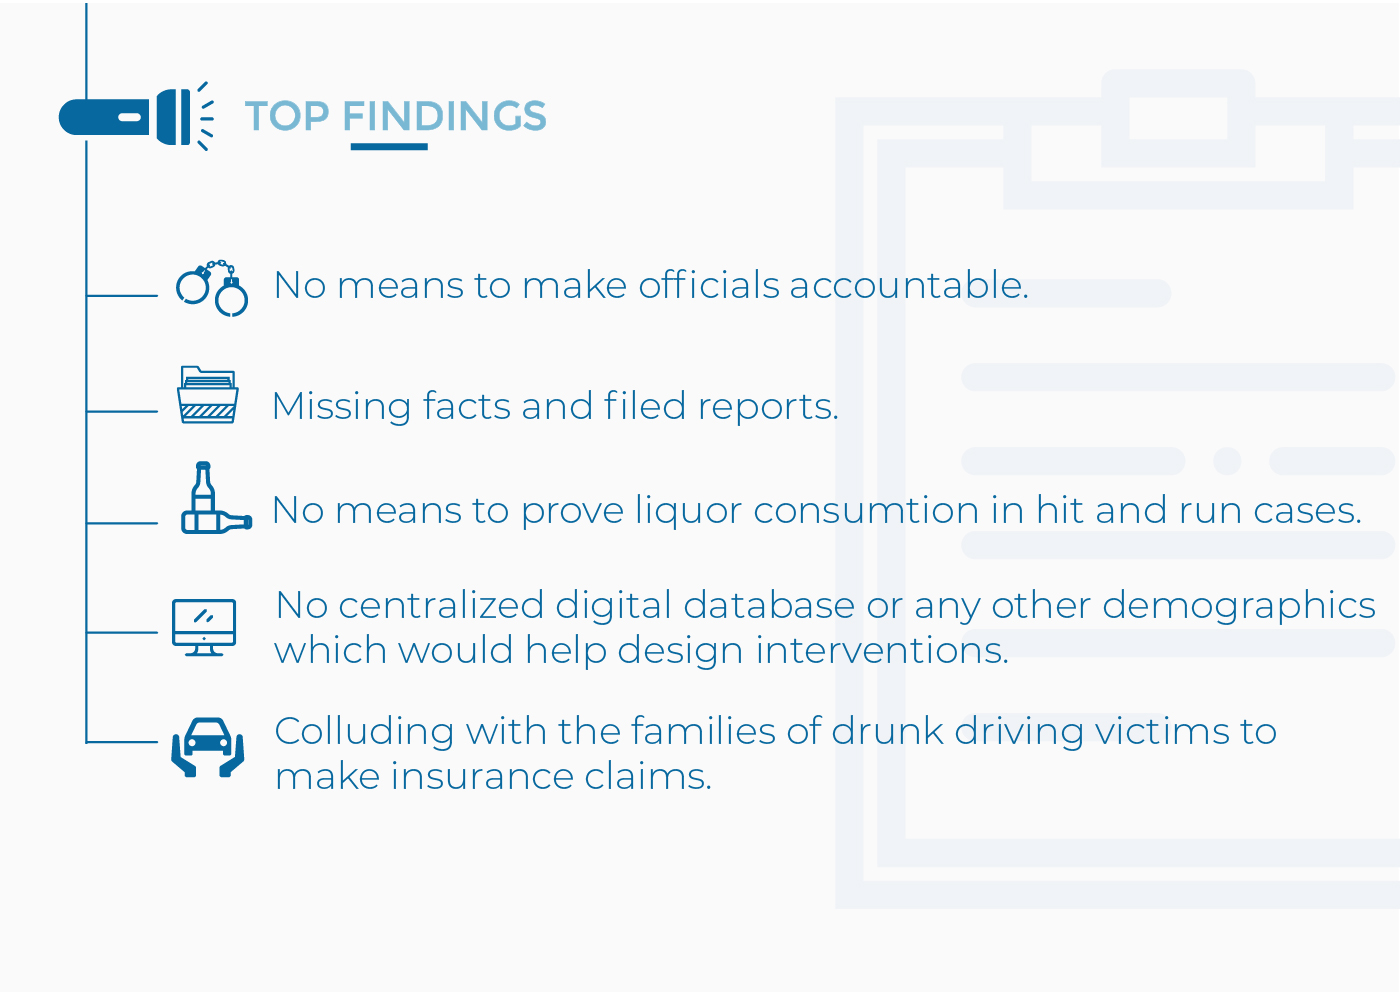 TOP FINDINGS
No means to make officials accountable.
Missing facts and filed reports.
No means to prove liquor consumtion in hit and run cases.
No centralized digital database or any other demographics
which would help design interventions.
Colluding with the families of drunk driving victims to
make insurance claims.